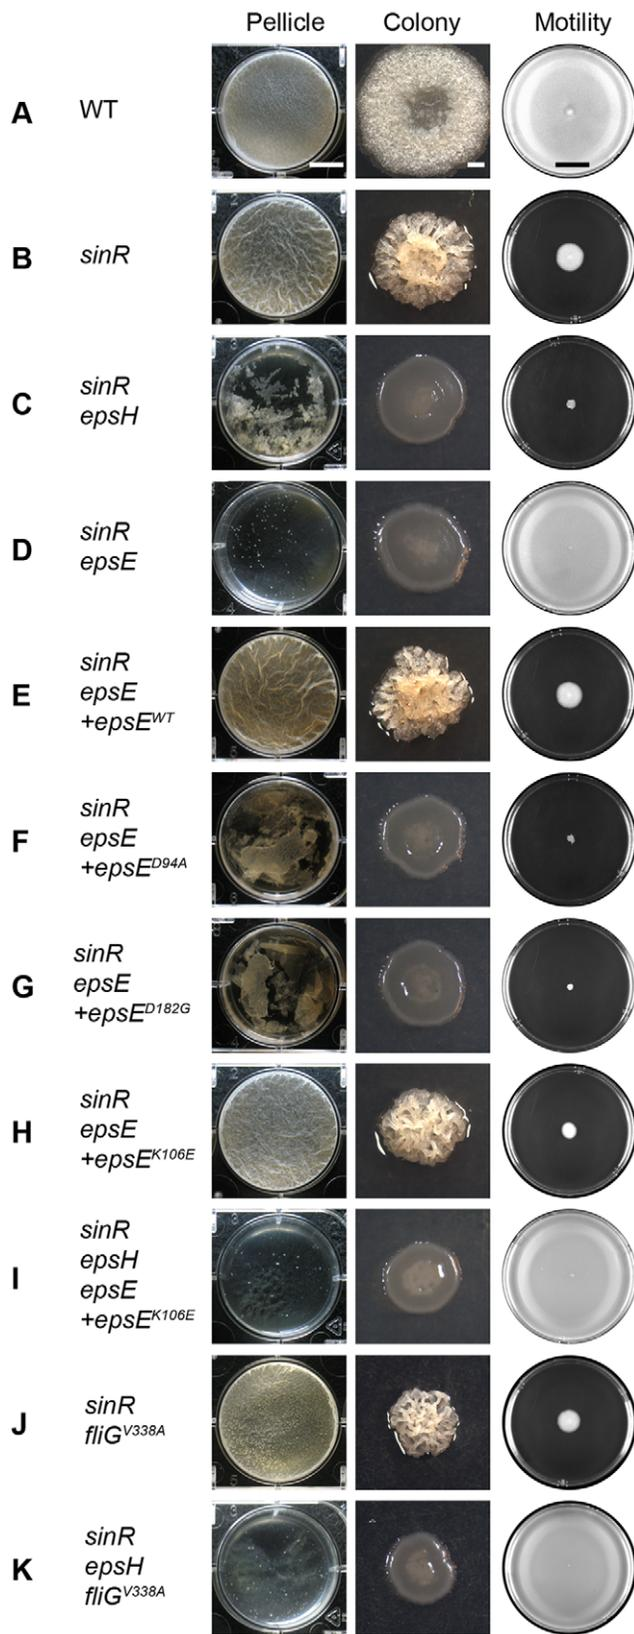 Pellicle Colony Motility
A WT
B sinR
C sinR
epsH
D sinR
epsE
E sinR
epsE
+epsE^WT
F sinR
epsE
+epsE^D94A
G sinR
epsE
+epsE^D182G
H sinR
epsE
+epsE^K106E
I sinR
epsH
epsE
+epsE^K106E
J sinR
fliG^V338A
K sinR
epsH
fliG^V338A